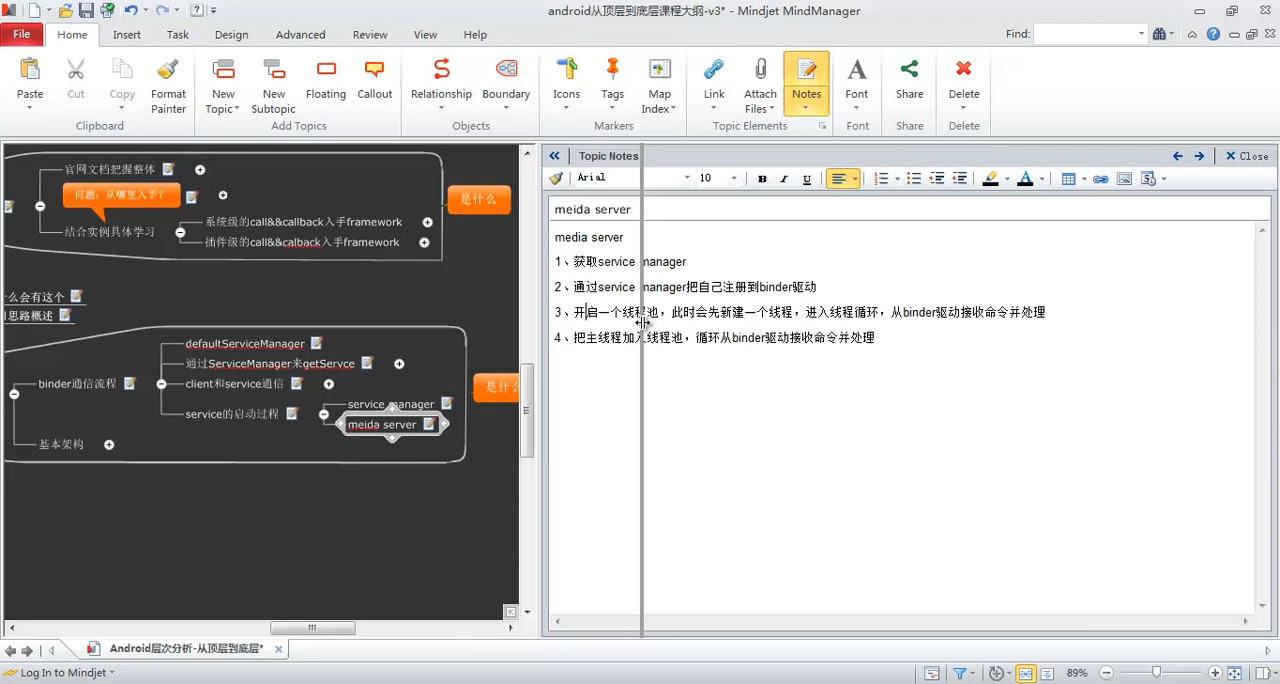 android从顶层到底层课程大纲-v3* - Mindjet MindManager
File Home Insert Task Design Advanced Review View Help Find:
Paste Cut Copy Format Painter
Clipboard
New Topic New Subtopic Floating Callout
Add Topics
Relationship Boundary
Objects
Icons Tags Map Index
Markers
Link Attach Files Notes
Topic Elements
Font
Font
Share
Share
Delete
Delete
官网文档把握整体
问题：从哪里入手？
结合实例具体学习
系统级的call&&callback入手framework
插件级的call&&calback入手framework
是什么
么会有这个
思路概述
defaultServiceManager
通过ServiceManager来getServce
binder通信流程
client和service通信
service的启动过程
service manager
meida server
是什么
基本架构
Topic Notes
Close
Arial 10 B I U
meida server
media server
1、获取service manager
2、通过service manager把自己注册到binder驱动
3、开启一个线程池，此时会先新建一个线程，进入线程循环，从binder驱动接收命令并处理
4、把主线程加入线程池，循环从binder驱动接收命令并处理
Android层次分析-从顶层到底层*
Log In to Mindjet
89%